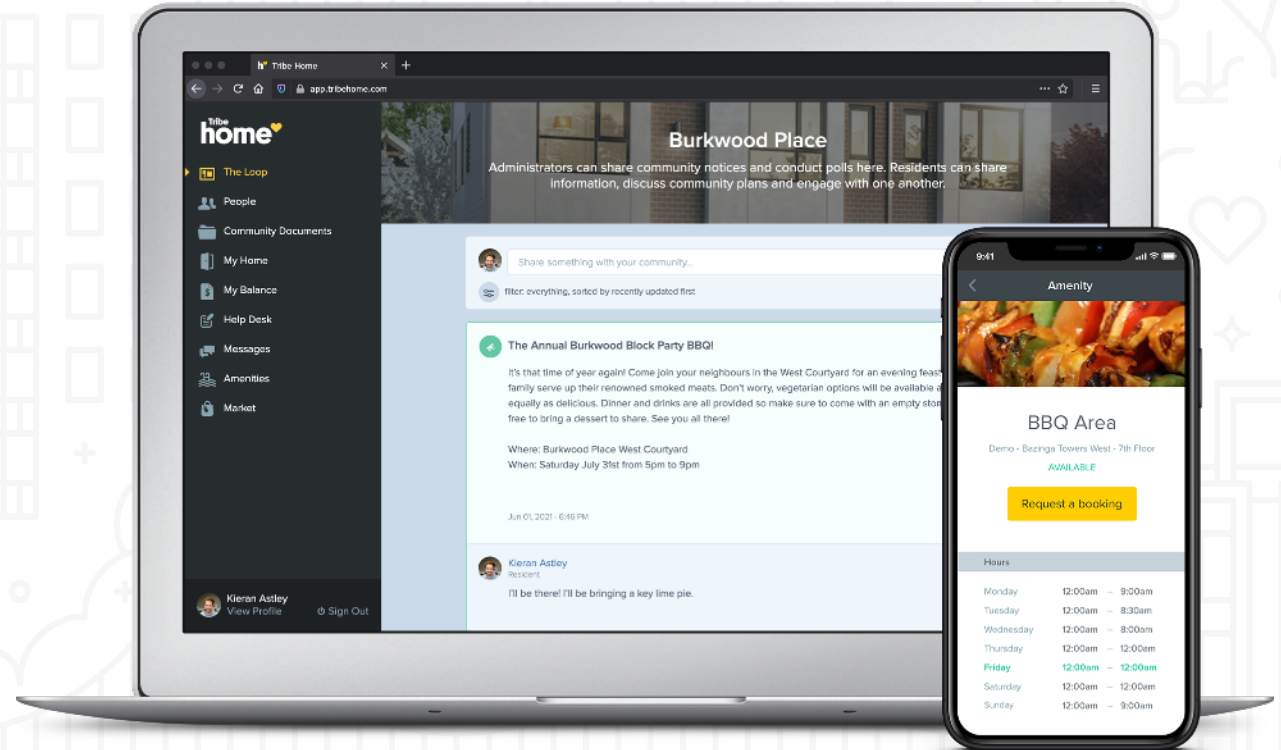 Tribe Home
app.tribehome.com
Tribe
home
The Loop
People
Community Documents
My Home
My Balance
Help Desk
Messages
Amenities
Market
Kieran Astley
View Profile
Sign Out
Burkwood Place
Administrators can share community notices and conduct polls here. Residents can share
information, discuss community plans and engage with one another.
Share something with your community...
filter: everything, sorted by recently updated first
The Annual Burkwood Block Party BBQ!
It's that time of year again! Come join your neighbours in the West Courtyard for an evening feas
family serve up their renowned smoked meats. Don't worry, vegetarian options will be available a
equally as delicious. Dinner and drinks are all provided so make sure to come with an empty sto
free to bring a dessert to share. See you all there!
Where: Burkwood Place West Courtyard
When: Saturday July 31st from 5pm to 9pm
Jun 01, 2021 - 6:46 PM
Kieran Astley
Resident
I'll be there! I'll be bringing a key lime pie.
9:41
Amenity
BBQ Area
Demo - Bazinga Towers West - 7th Floor
AVAILABLE
Request a booking
Hours
Monday 12:00am – 9:00am
Tuesday 12:00am – 8:30am
Wednesday 12:00am – 8:00am
Thursday 12:00am – 12:00am
Friday 12:00am – 12:00am
Saturday 12:00am – 12:00am
Sunday 12:00am – 9:00am